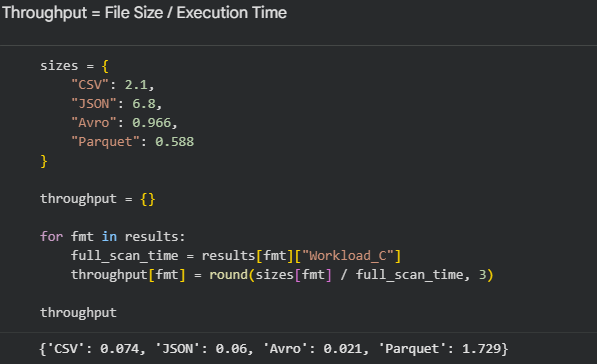 Throughput = File Size / Execution Time
sizes = {
    "CSV": 2.1,
    "JSON": 6.8,
    "Avro": 0.966,
    "Parquet": 0.588
}
throughput = {}
for fmt in results:
    full_scan_time = results[fmt]["Workload_C"]
    throughput[fmt] = round(sizes[fmt] / full_scan_time, 3)
throughput
{'CSV': 0.074, 'JSON': 0.06, 'Avro': 0.021, 'Parquet': 1.729}